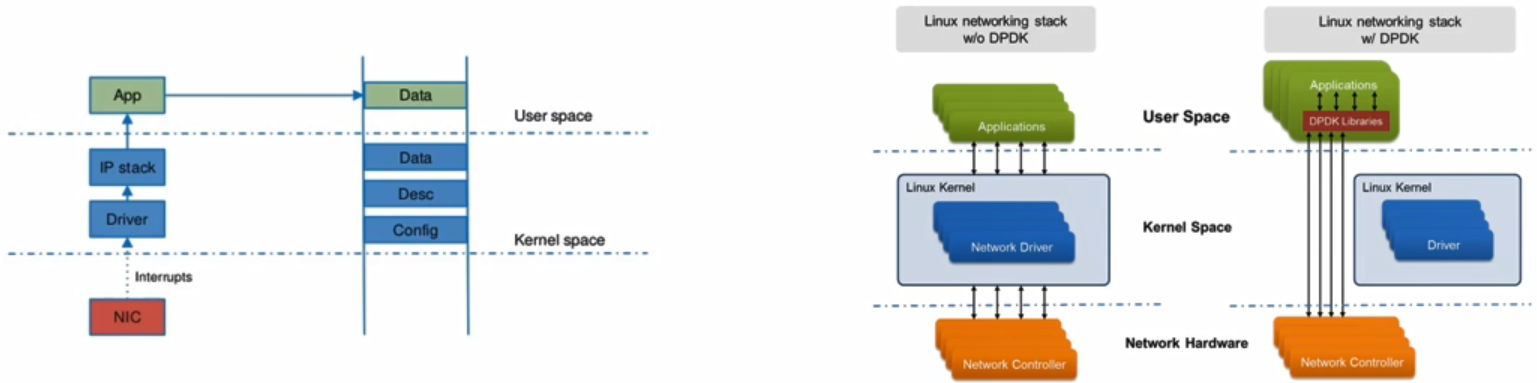 App
Data
User space
IP stack
Data
Driver
Desc
Config
Kernel space
Interrupts
NIC
Linux networking stack
w/o DPDK
Linux networking stack
w/ DPDK
Applications
User Space
Applications
DPDK Libraries
Linux Kernel
Network Driver
Kernel Space
Linux Kernel
Driver
Network Controller
Network Hardware
Network Controller